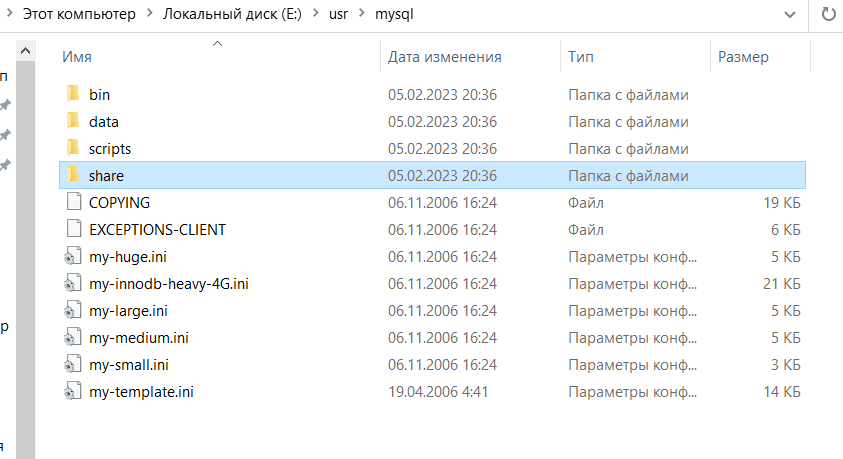 Этот компьютер > Локальный диск (E:) > usr > mysql
Имя Дата изменения Тип Размер
п
bin 05.02.2023 20:36 Папка с файлами
data 05.02.2023 20:36 Папка с файлами
scripts 05.02.2023 20:36 Папка с файлами
share 05.02.2023 20:36 Папка с файлами
COPYING 06.11.2006 16:24 Файл 19 КБ
EXCEPTIONS-CLIENT 06.11.2006 16:24 Файл 6 КБ
my-huge.ini 06.11.2006 16:24 Параметры конф... 5 КБ
my-innodb-heavy-4G.ini 06.11.2006 16:24 Параметры конф... 21 КБ
my-large.ini 06.11.2006 16:24 Параметры конф... 5 КБ
р
my-medium.ini 06.11.2006 16:24 Параметры конф... 5 КБ
my-small.ini 06.11.2006 16:24 Параметры конф... 3 КБ
my-template.ini 19.04.2006 4:41 Параметры конф... 14 КБ
я